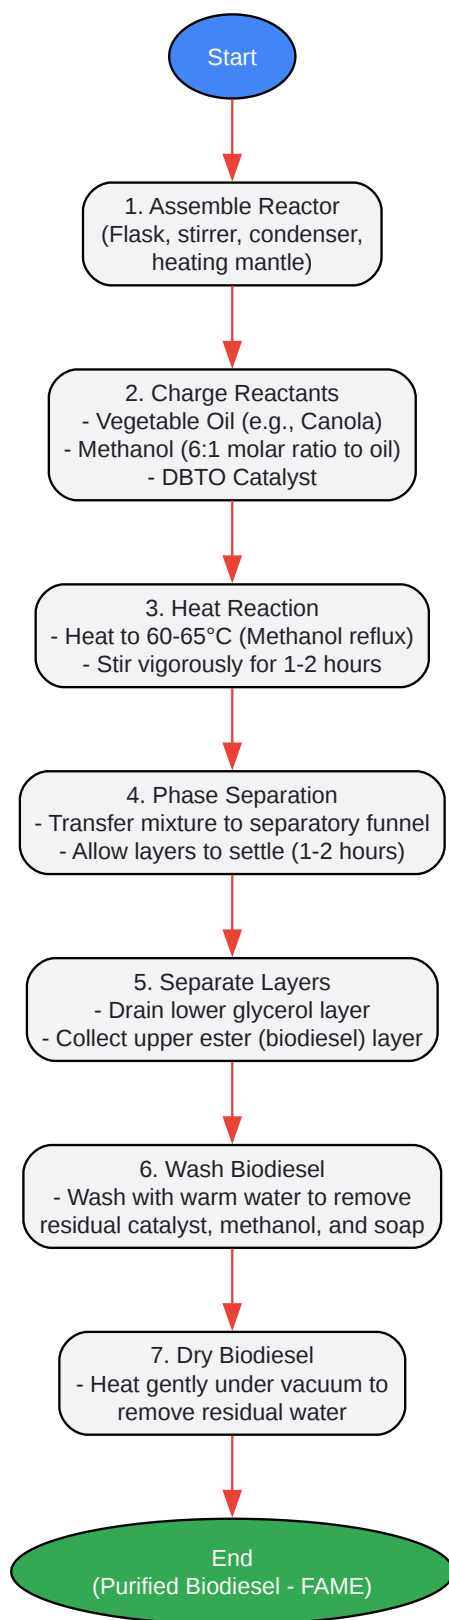 Start
1. Assemble Reactor
(Flask, stirrer, condenser,
heating mantle)
2. Charge Reactants
- Vegetable Oil (e.g., Canola)
- Methanol (6:1 molar ratio to oil)
- DBTO Catalyst
3. Heat Reaction
- Heat to 60-65°C (Methanol reflux)
- Stir vigorously for 1-2 hours
4. Phase Separation
- Transfer mixture to separatory funnel
- Allow layers to settle (1-2 hours)
5. Separate Layers
- Drain lower glycerol layer
- Collect upper ester (biodiesel) layer
6. Wash Biodiesel
- Wash with warm water to remove
residual catalyst, methanol, and soap
7. Dry Biodiesel
- Heat gently under vacuum to
remove residual water
End
(Purified Biodiesel - FAME)